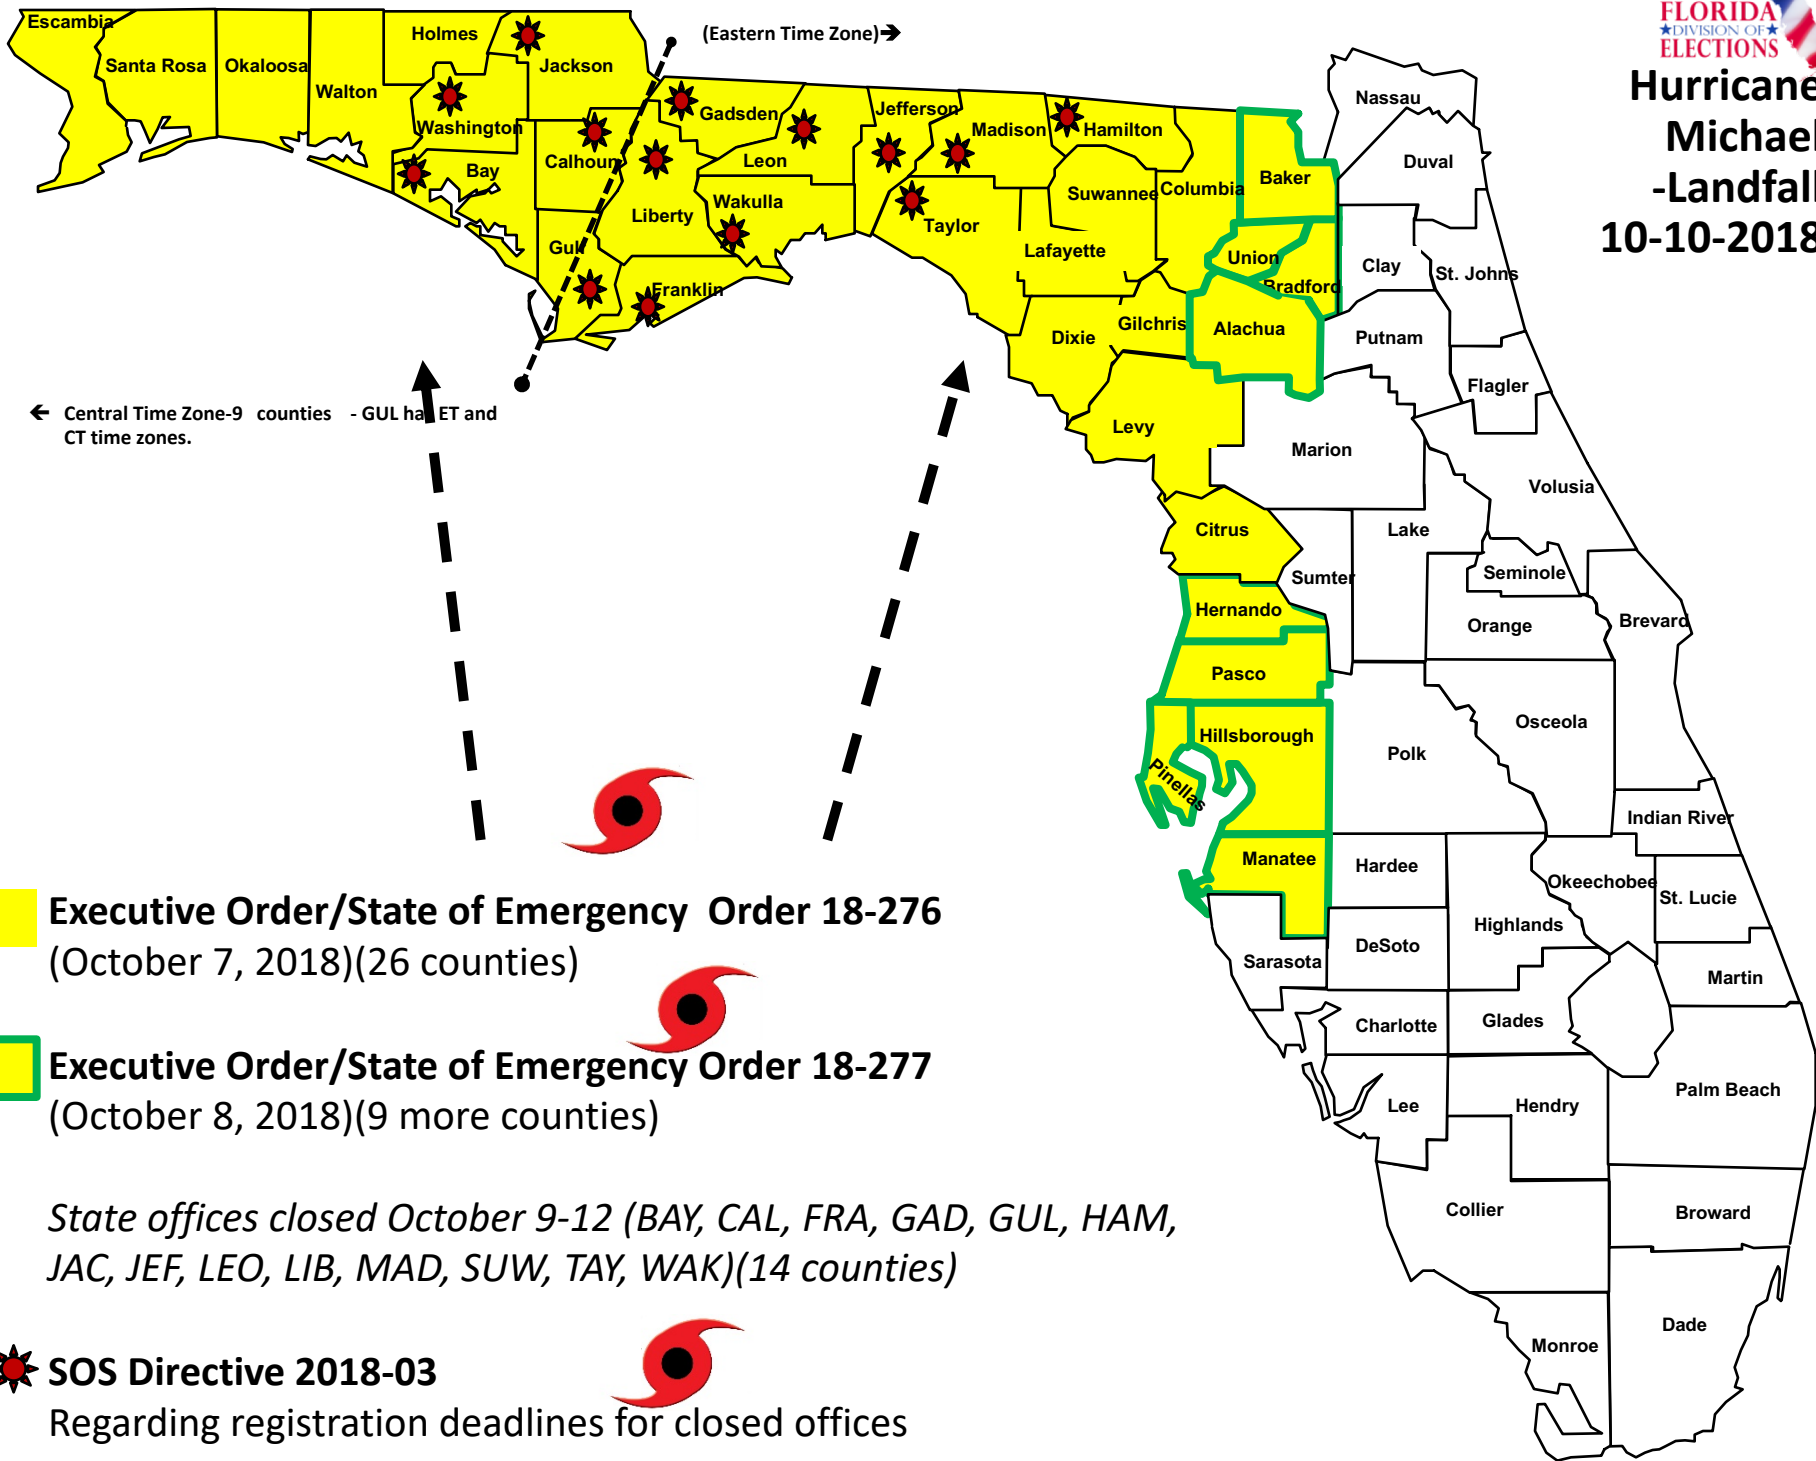 FLORIDA
★DIVISION OF★
ELECTIONS
Hurricane
Michael
-Landfall
10-10-2018
(Eastern Time Zone)→
Escambia
Santa Rosa
Okaloosa
Walton
Holmes
Jackson
Washington
Bay
Calhoun
Gulf
Gadsden
Liberty
Leon
Wakulla
Franklin
Jefferson
Madison
Taylor
Hamilton
Suwannee
Lafayette
Columbia
Dixie
Gilchris
Levy
Baker
Union
Bradford
Alachua
Nassau
Duval
Clay
St. Johns
Putnam
Flagler
Marion
Volusia
Citrus
Sumter
Lake
Seminole
Orange
Brevard
Hernando
Pasco
Hillsborough
Pinellas
Polk
Osceola
Indian River
Manatee
Hardee
Highlands
Okeechobee
St. Lucie
Sarasota
DeSoto
Martin
Charlotte
Glades
Palm Beach
Lee
Hendry
Collier
Broward
Monroe
Dade
← Central Time Zone-9 counties - GUL has ET and
CT time zones.
Executive Order/State of Emergency Order 18-276
(October 7, 2018)(26 counties)
Executive Order/State of Emergency Order 18-277
(October 8, 2018)(9 more counties)
State offices closed October 9-12 (BAY, CAL, FRA, GAD, GUL, HAM,
JAC, JEF, LEO, LIB, MAD, SUW, TAY, WAK)(14 counties)
SOS Directive 2018-03
Regarding registration deadlines for closed offices